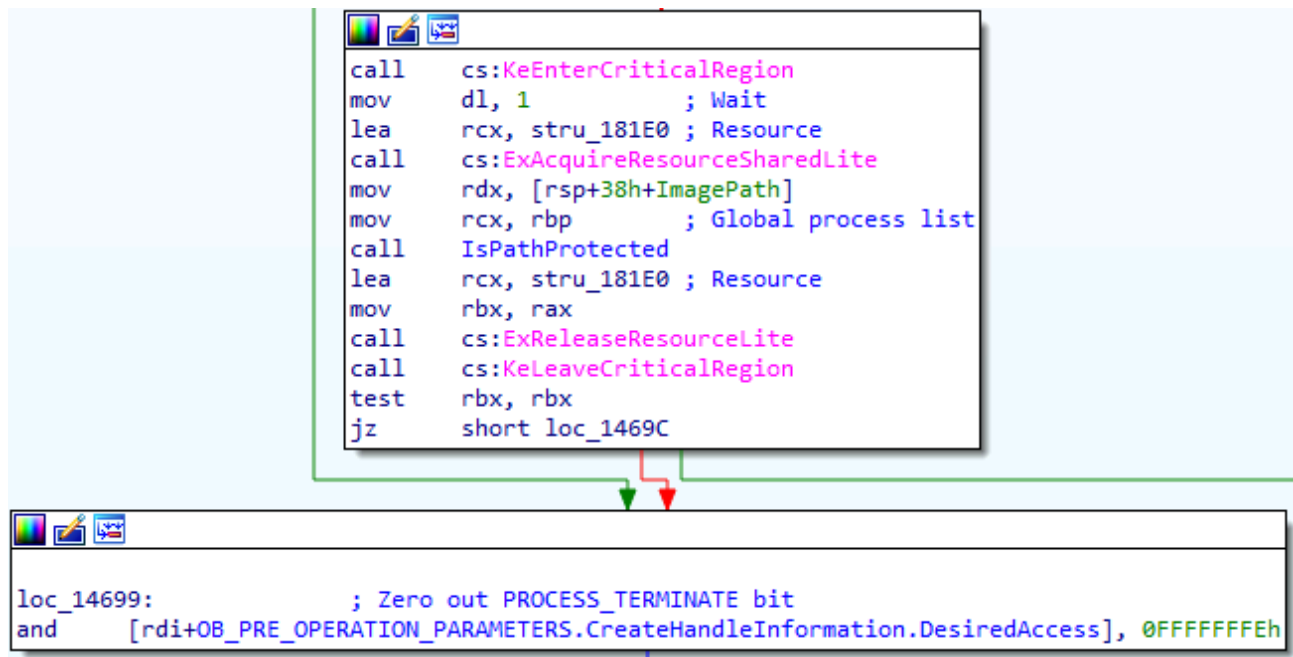 call cs:KeEnterCriticalRegion
mov dl, 1 ; Wait
lea rcx, stru_181E0 ; Resource
call cs:ExAcquireResourceSharedLite
mov rdx, [rsp+38h+ImagePath]
mov rcx, rbp ; Global process list
call IsPathProtected
lea rcx, stru_181E0 ; Resource
mov rbx, rax
call cs:ExReleaseResourceLite
call cs:KeLeaveCriticalRegion
test rbx, rbx
jz short loc_1469C
loc_14699: ; Zero out PROCESS_TERMINATE bit
and [rdi+OB_PRE_OPERATION_PARAMETERS.CreateHandleInformation.DesiredAccess], 0FFFFFFFEh